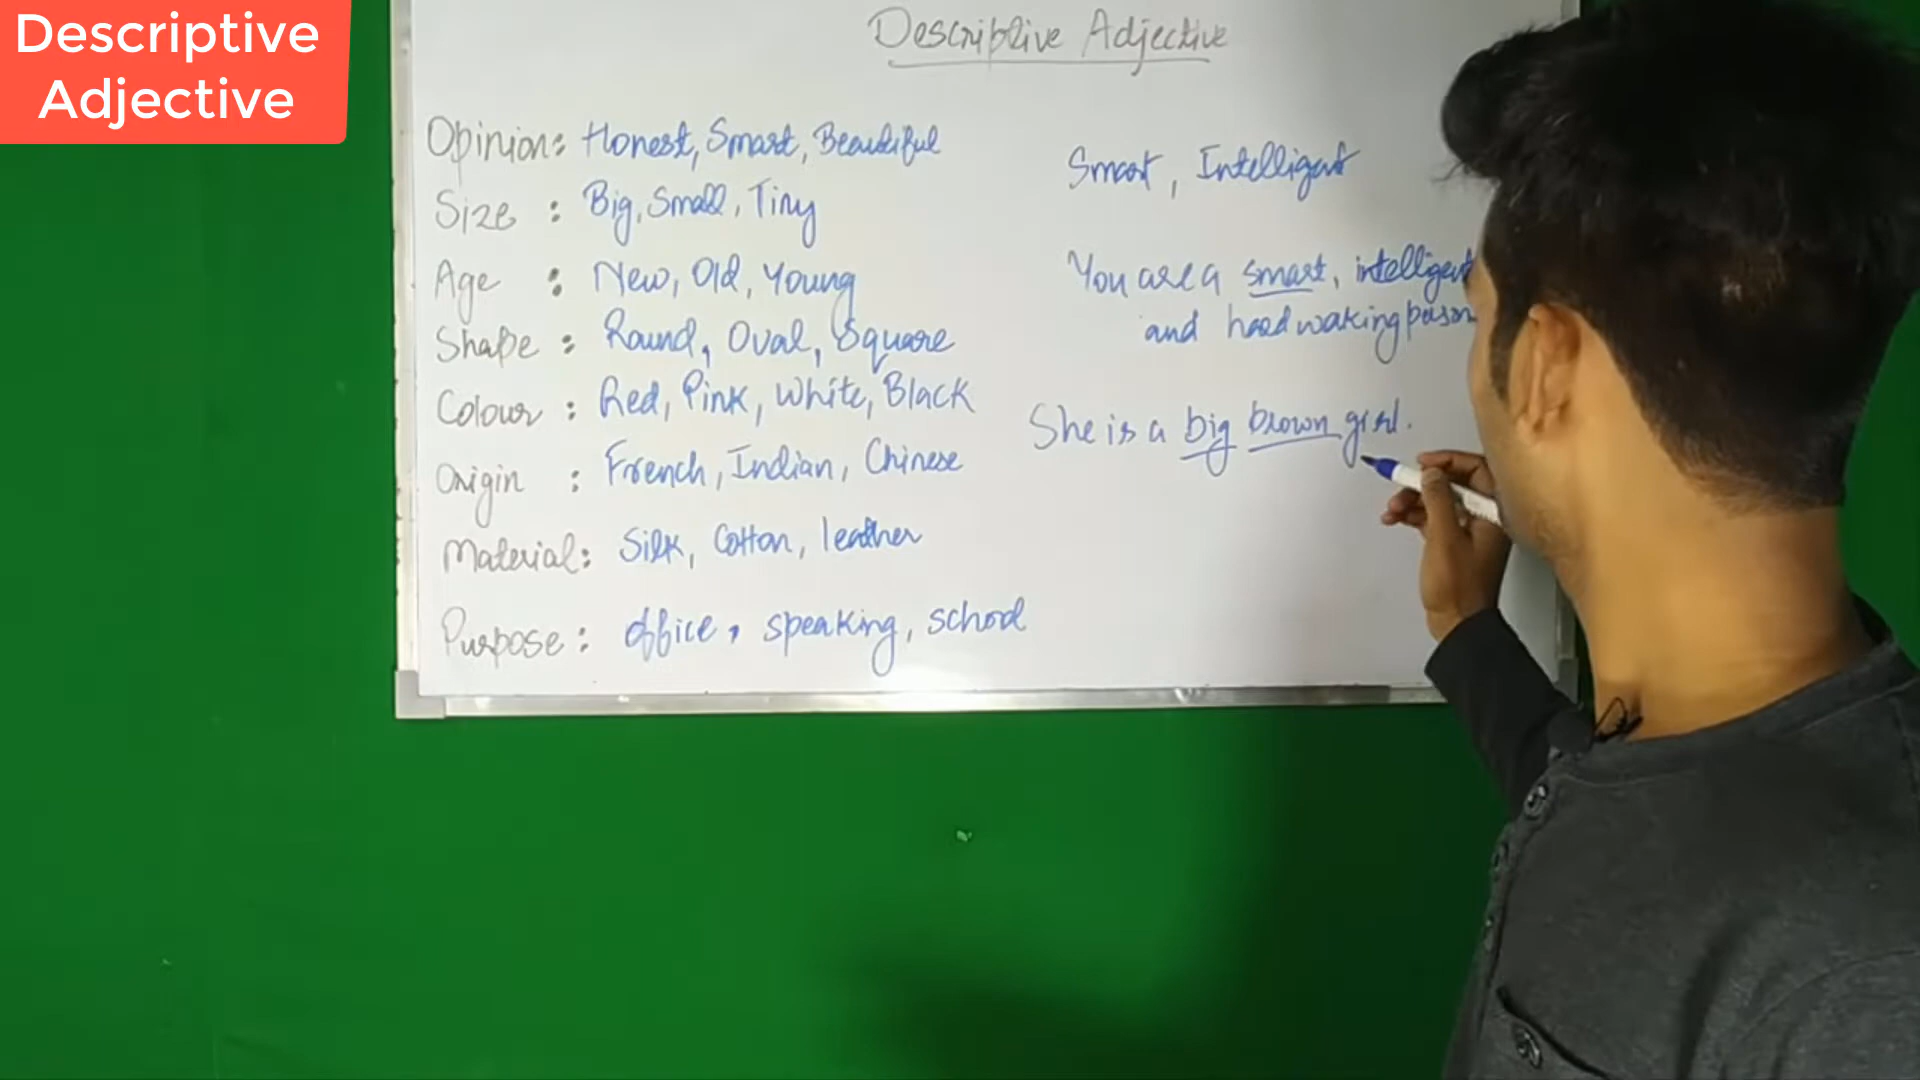 Descriptive
Adjective
Descriptive Adjective
Opinion: Honest, Smart, Beautiful
Size : Big, Small, Tiny
Age : New, Old, Young
Shape : Round, Oval, Square
Colour : Red, Pink, White, Black
Origin : French, Indian, Chinese
Material: Silk, Cotton, leather
Purpose: office, speaking, school
Smart, Intelligent
You are a smart, intelligent
and hardwoking person
She is a big brown girl.